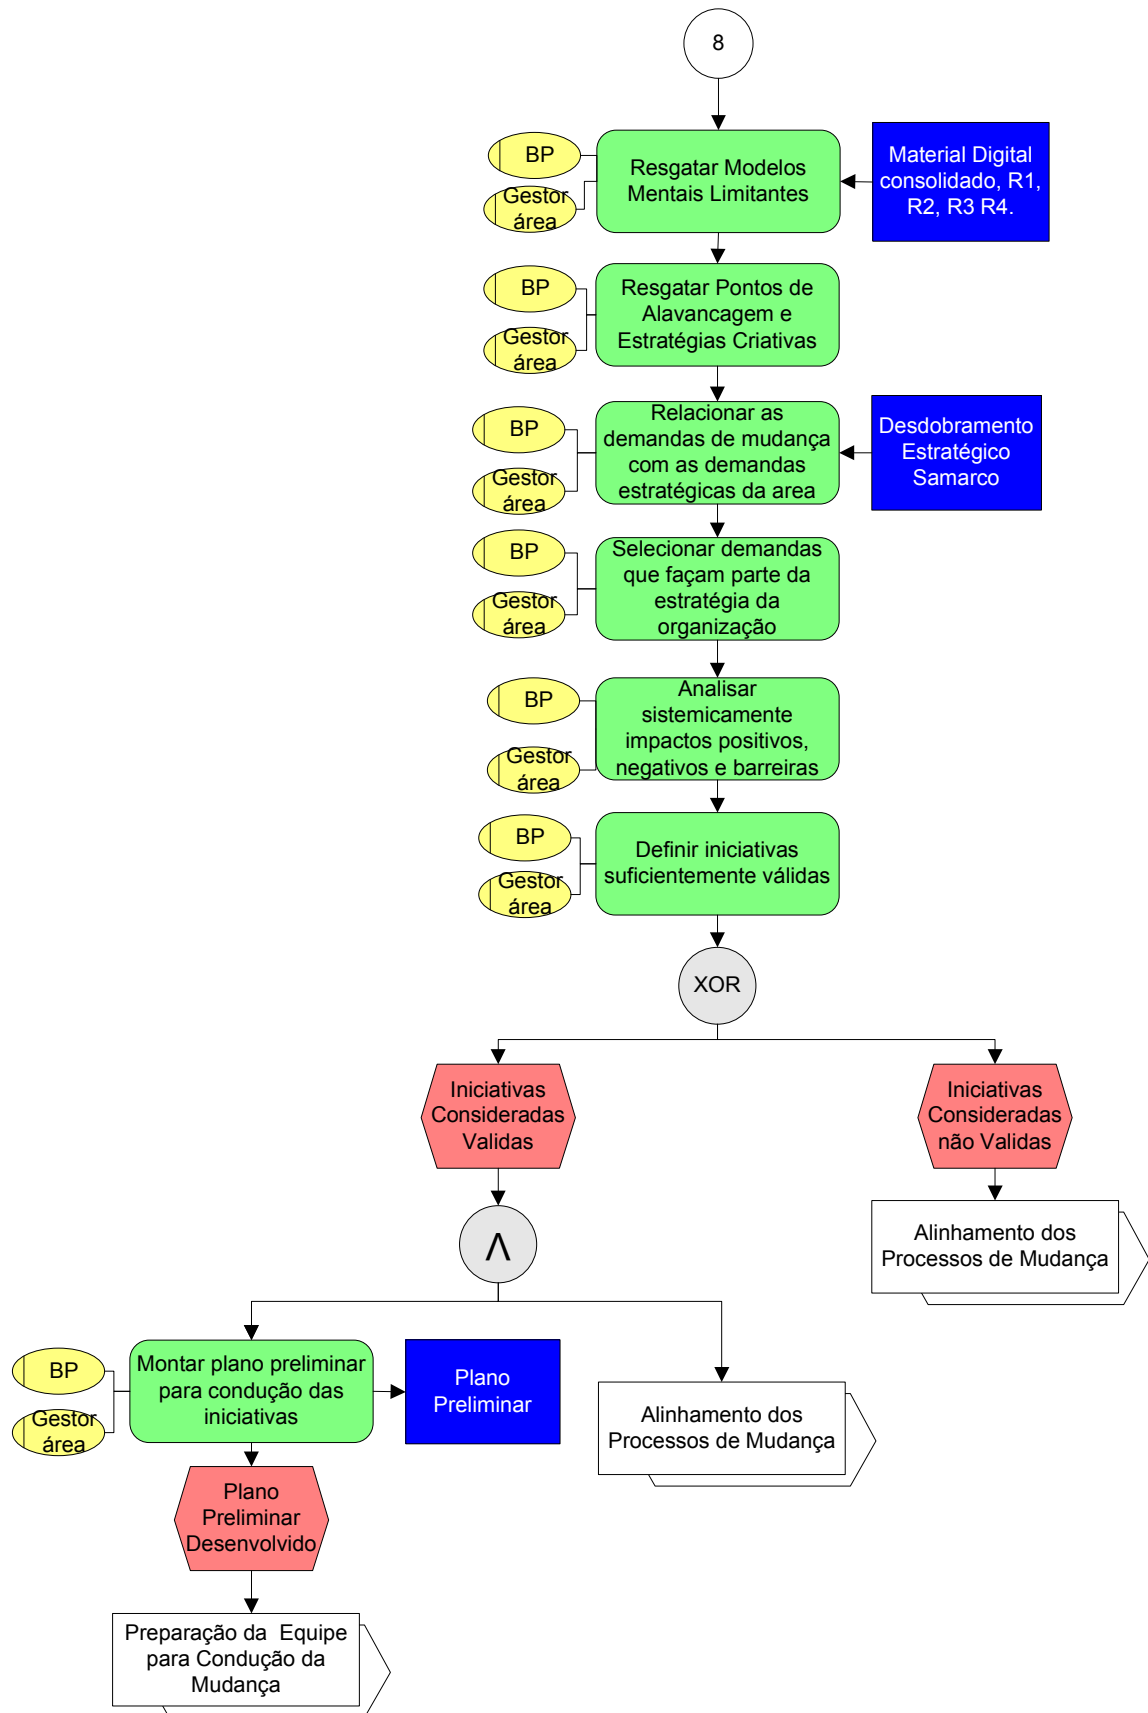 8
BP
Gestor
área
Resgatar Modelos
Mentais Limitantes
Material Digital
consolidado, R1,
R2, R3 R4.
BP
Gestor
área
Resgatar Pontos de
Alavancagem e
Estratégias Criativas
BP
Gestor
área
Relacionar as
demandas de mudança
com as demandas
estratégicas da area
Desdobramento
Estratégico
Samarco
BP
Gestor
área
Selecionar demandas
que façam parte da
estratégia da
organização
BP
Gestor
área
Analisar
sistemicamente
impactos positivos,
negativos e barreiras
BP
Gestor
área
Definir iniciativas
suficientemente válidas
XOR
Iniciativas
Consideradas
Validas
Iniciativas
Consideradas
não Validas
Λ
Alinhamento dos
Processos de Mudança
BP
Gestor
área
Montar plano preliminar
para condução das
iniciativas
Plano
Preliminar
Alinhamento dos
Processos de Mudança
Plano
Preliminar
Desenvolvido
Preparação da  Equipe
para Condução da
Mudança